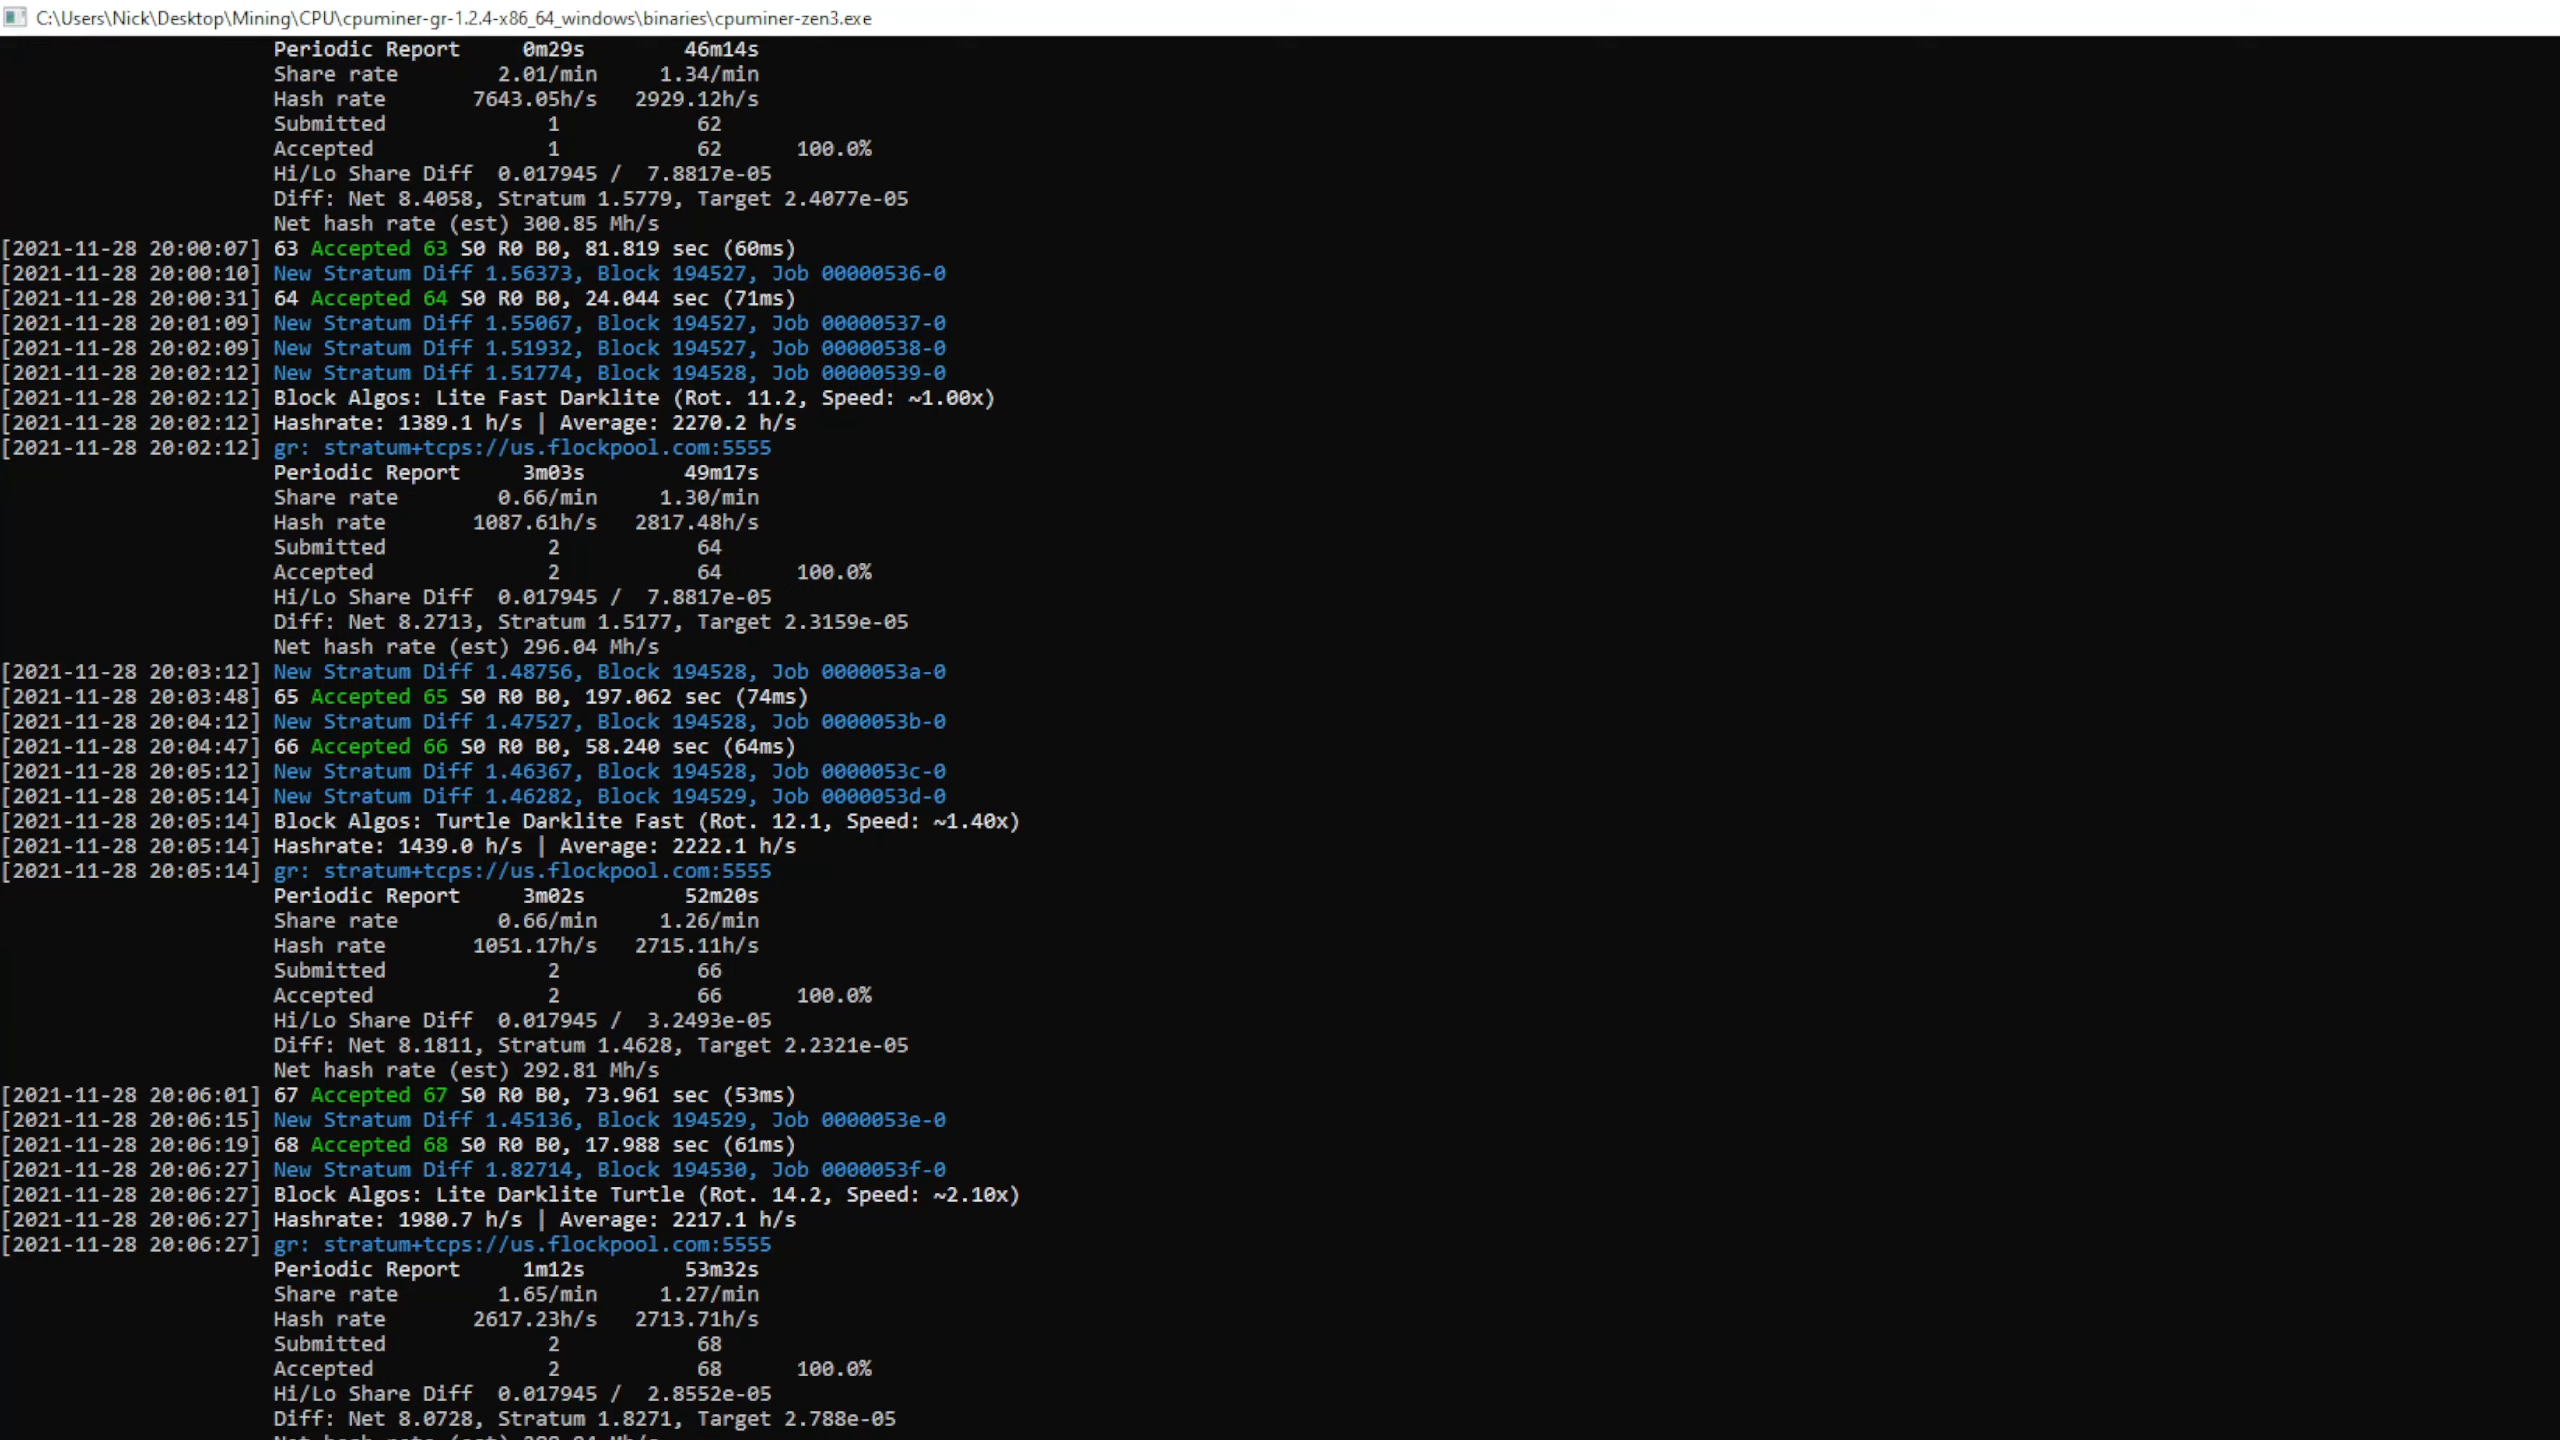 C:\Users\Nick\Desktop\Mining\CPU\cpuminer-gr-1.2.4-x86_64_windows\binaries\cpuminer-zen3.exe
Periodic Report 0m29s 46m14s
Share rate 2.01/min 1.34/min
Hash rate 7643.05h/s 2929.12h/s
Submitted 1 62
Accepted 1 62 100.0%
Hi/Lo Share Diff 0.017945 / 7.8817e-05
Diff: Net 8.4058, Stratum 1.5779, Target 2.4077e-05
Net hash rate (est) 300.85 Mh/s
[2021-11-28 20:00:07] 63 Accepted 63 S0 R0 B0, 81.819 sec (60ms)
[2021-11-28 20:00:10] New Stratum Diff 1.56373, Block 194527, Job 00000536-0
[2021-11-28 20:00:31] 64 Accepted 64 S0 R0 B0, 24.044 sec (71ms)
[2021-11-28 20:01:09] New Stratum Diff 1.55067, Block 194527, Job 00000537-0
[2021-11-28 20:02:09] New Stratum Diff 1.51932, Block 194527, Job 00000538-0
[2021-11-28 20:02:12] New Stratum Diff 1.51774, Block 194528, Job 00000539-0
[2021-11-28 20:02:12] Block Algos: Lite Fast Darklite (Rot. 11.2, Speed: ~1.00x)
[2021-11-28 20:02:12] Hashrate: 1389.1 h/s | Average: 2270.2 h/s
[2021-11-28 20:02:12] gr: stratum+tcps://us.flockpool.com:5555
Periodic Report 3m03s 49m17s
Share rate 0.66/min 1.30/min
Hash rate 1087.61h/s 2817.48h/s
Submitted 2 64
Accepted 2 64 100.0%
Hi/Lo Share Diff 0.017945 / 7.8817e-05
Diff: Net 8.2713, Stratum 1.5177, Target 2.3159e-05
Net hash rate (est) 296.04 Mh/s
[2021-11-28 20:03:12] New Stratum Diff 1.48756, Block 194528, Job 0000053a-0
[2021-11-28 20:03:48] 65 Accepted 65 S0 R0 B0, 197.062 sec (74ms)
[2021-11-28 20:04:12] New Stratum Diff 1.47527, Block 194528, Job 0000053b-0
[2021-11-28 20:04:47] 66 Accepted 66 S0 R0 B0, 58.240 sec (64ms)
[2021-11-28 20:05:12] New Stratum Diff 1.46367, Block 194528, Job 0000053c-0
[2021-11-28 20:05:14] New Stratum Diff 1.46282, Block 194529, Job 0000053d-0
[2021-11-28 20:05:14] Block Algos: Turtle Darklite Fast (Rot. 12.1, Speed: ~1.40x)
[2021-11-28 20:05:14] Hashrate: 1439.0 h/s | Average: 2222.1 h/s
[2021-11-28 20:05:14] gr: stratum+tcps://us.flockpool.com:5555
Periodic Report 3m02s 52m20s
Share rate 0.66/min 1.26/min
Hash rate 1051.17h/s 2715.11h/s
Submitted 2 66
Accepted 2 66 100.0%
Hi/Lo Share Diff 0.017945 / 3.2493e-05
Diff: Net 8.1811, Stratum 1.4628, Target 2.2321e-05
Net hash rate (est) 292.81 Mh/s
[2021-11-28 20:06:01] 67 Accepted 67 S0 R0 B0, 73.961 sec (53ms)
[2021-11-28 20:06:15] New Stratum Diff 1.45136, Block 194529, Job 0000053e-0
[2021-11-28 20:06:19] 68 Accepted 68 S0 R0 B0, 17.988 sec (61ms)
[2021-11-28 20:06:27] New Stratum Diff 1.82714, Block 194530, Job 0000053f-0
[2021-11-28 20:06:27] Block Algos: Lite Darklite Turtle (Rot. 14.2, Speed: ~2.10x)
[2021-11-28 20:06:27] Hashrate: 1980.7 h/s | Average: 2217.1 h/s
[2021-11-28 20:06:27] gr: stratum+tcps://us.flockpool.com:5555
Periodic Report 1m12s 53m32s
Share rate 1.65/min 1.27/min
Hash rate 2617.23h/s 2713.71h/s
Submitted 2 68
Accepted 2 68 100.0%
Hi/Lo Share Diff 0.017945 / 2.8552e-05
Diff: Net 8.0728, Stratum 1.8271, Target 2.788e-05
Net hash rate (est)